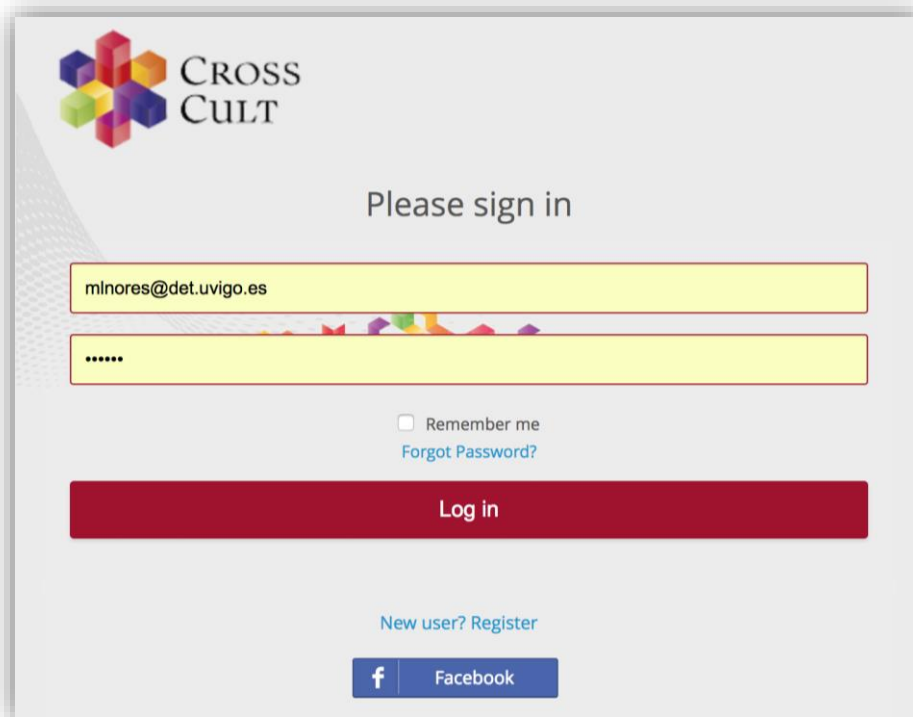 CROSS
CULT
Please sign in
mlnores@det.uvigo.es
••••••
Remember me
Forgot Password?
Log in
New user? Register
f Facebook